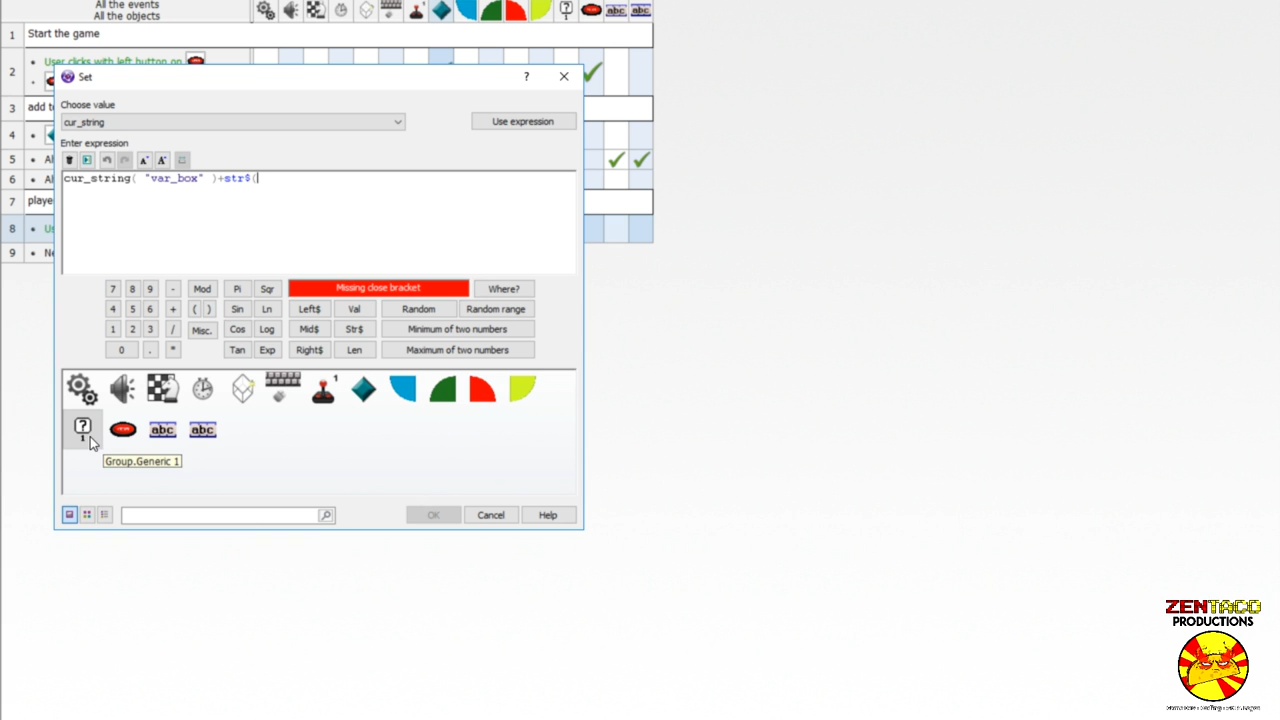 All the events
All the objects
1 Start the game
2 • User clicks with left button on
3 add t
4 •
5 • Al
6 • Al
7 playe
8 • Us
9 • Ne
Set
?
Choose value
cur_string
Use expression
Enter expression
cur_string( "var_box" )+str$(
7 8 9 - Mod Pi Sqr Missing close bracket Where?
4 5 6 + ( ) Sin Ln Left$ Val Random Random range
1 2 3 / Misc. Cos Log Mid$ Str$ Minimum of two numbers
0 . * Tan Exp Right$ Len Maximum of two numbers
1
? 1
abc abc
Group.Generic 1
OK Cancel Help
abc abc
ZENTACO
PRODUCTIONS